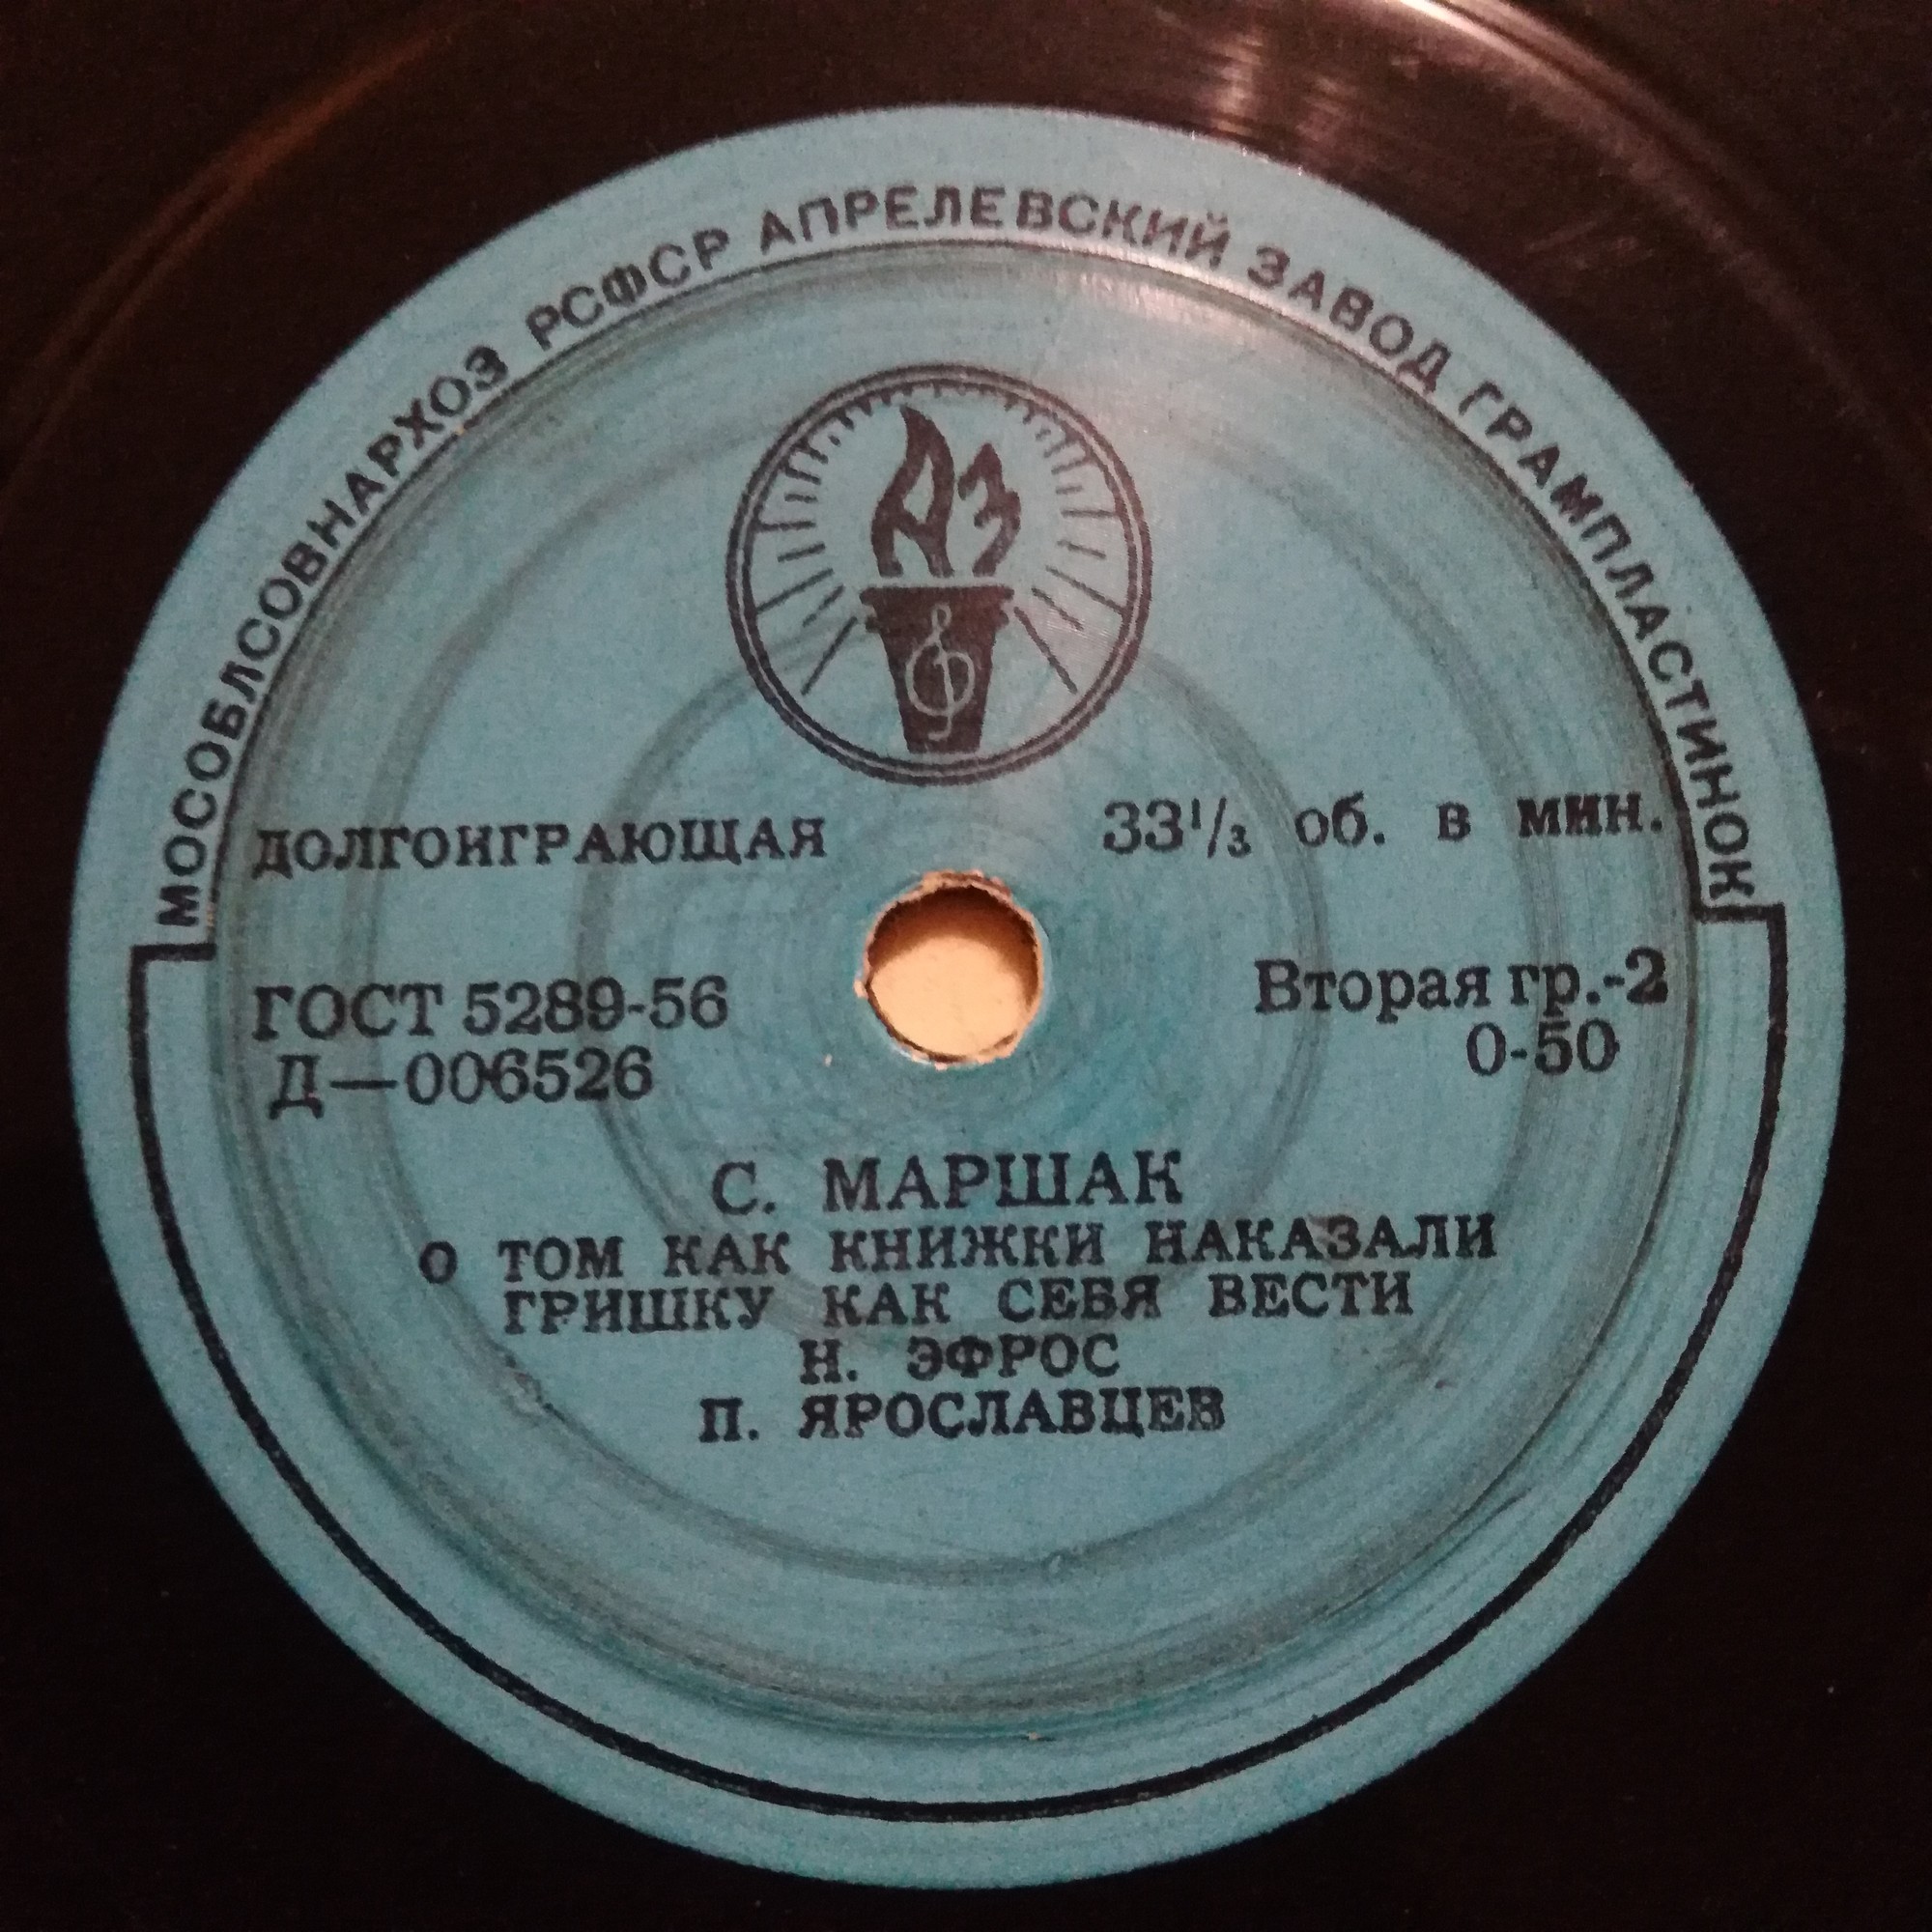 МОСОБЛСОВНАРХОЗ РСФСР АПРЕЛЕВСКИЙ ЗАВОД ГРАМПЛАСТИНОК
АЗ
ДОЛГОИГРАЮЩАЯ 33⅓ об. в мин.
ГОСТ 5289-56 Вторая гр.-2
Д—006526 0-50
С. МАРШАК
О ТОМ КАК КНИЖКИ НАКАЗАЛИ
ГРИШКУ КАК СЕБЯ ВЕСТИ
Н. ЭФРОС
П. ЯРОСЛАВЦЕВ